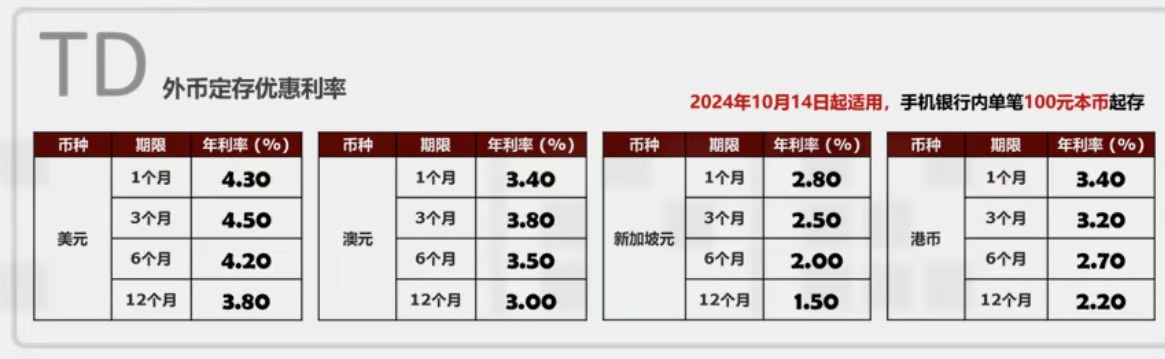 TD 外币定存优惠利率
2024年10月14日起适用，手机银行内单笔100元本币起存
币种 期限 年利率（%） 币种 期限 年利率（%） 币种 期限 年利率（%） 币种 期限 年利率（%）
美元 澳元 新加坡元 港币
1个月 4.30 1个月 3.40 1个月 2.80 1个月 3.40
3个月 4.50 3个月 3.80 3个月 2.50 3个月 3.20
6个月 4.20 6个月 3.50 6个月 2.00 6个月 2.70
12个月 3.80 12个月 3.00 12个月 1.50 12个月 2.20